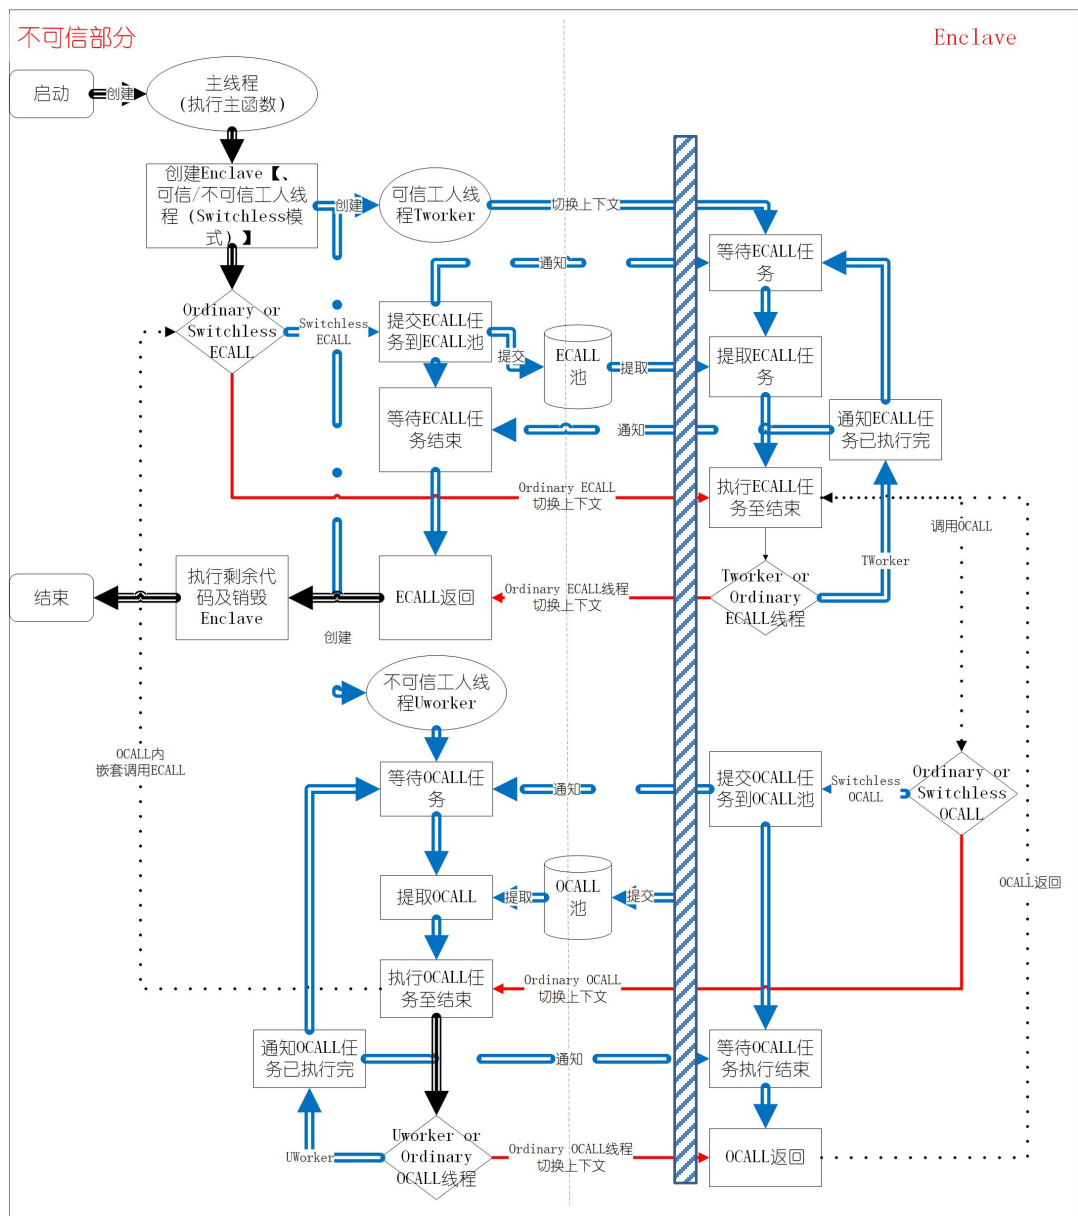 不可信部分
Enclave
启动
创建
主线程
(执行主函数)
创建Enclave【、
可信/不可信工人线
程 (Switchless模
式) 】
创建
可信工人线
程Tworker
切换上下文
等待ECALL任
务
通知
Ordinary or
Switchless
ECALL
Switchless
ECALL
提交ECALL任
务到ECALL池
提交
ECALL
池
提取
提取ECALL任
务
等待ECALL任
务结束
通知
通知ECALL任
务已执行完
Ordinary ECALL
切换上下文
执行ECALL任
务至结束
调用OCALL
TWorker
结束
执行剩余代
码及销毁
Enclave
ECALL返回
Ordinary ECALL线程
切换上下文
Tworker or
Ordinary
ECALL线程
创建
不可信工人线
程Uworker
OCALL内
嵌套调用ECALL
等待OCALL任
务
通知
提交OCALL任
务到OCALL池
Switchless
OCALL
Ordinary or
Switchless
OCALL
提取OCALL
提取
OCALL
池
提交
OCALL返回
执行OCALL任
务至结束
Ordinary OCALL
切换上下文
通知OCALL任
务已执行完
通知
等待OCALL任
务执行结束
UWorker
Uworker or
Ordinary
OCALL线程
Ordinary OCALL线程
切换上下文
OCALL返回